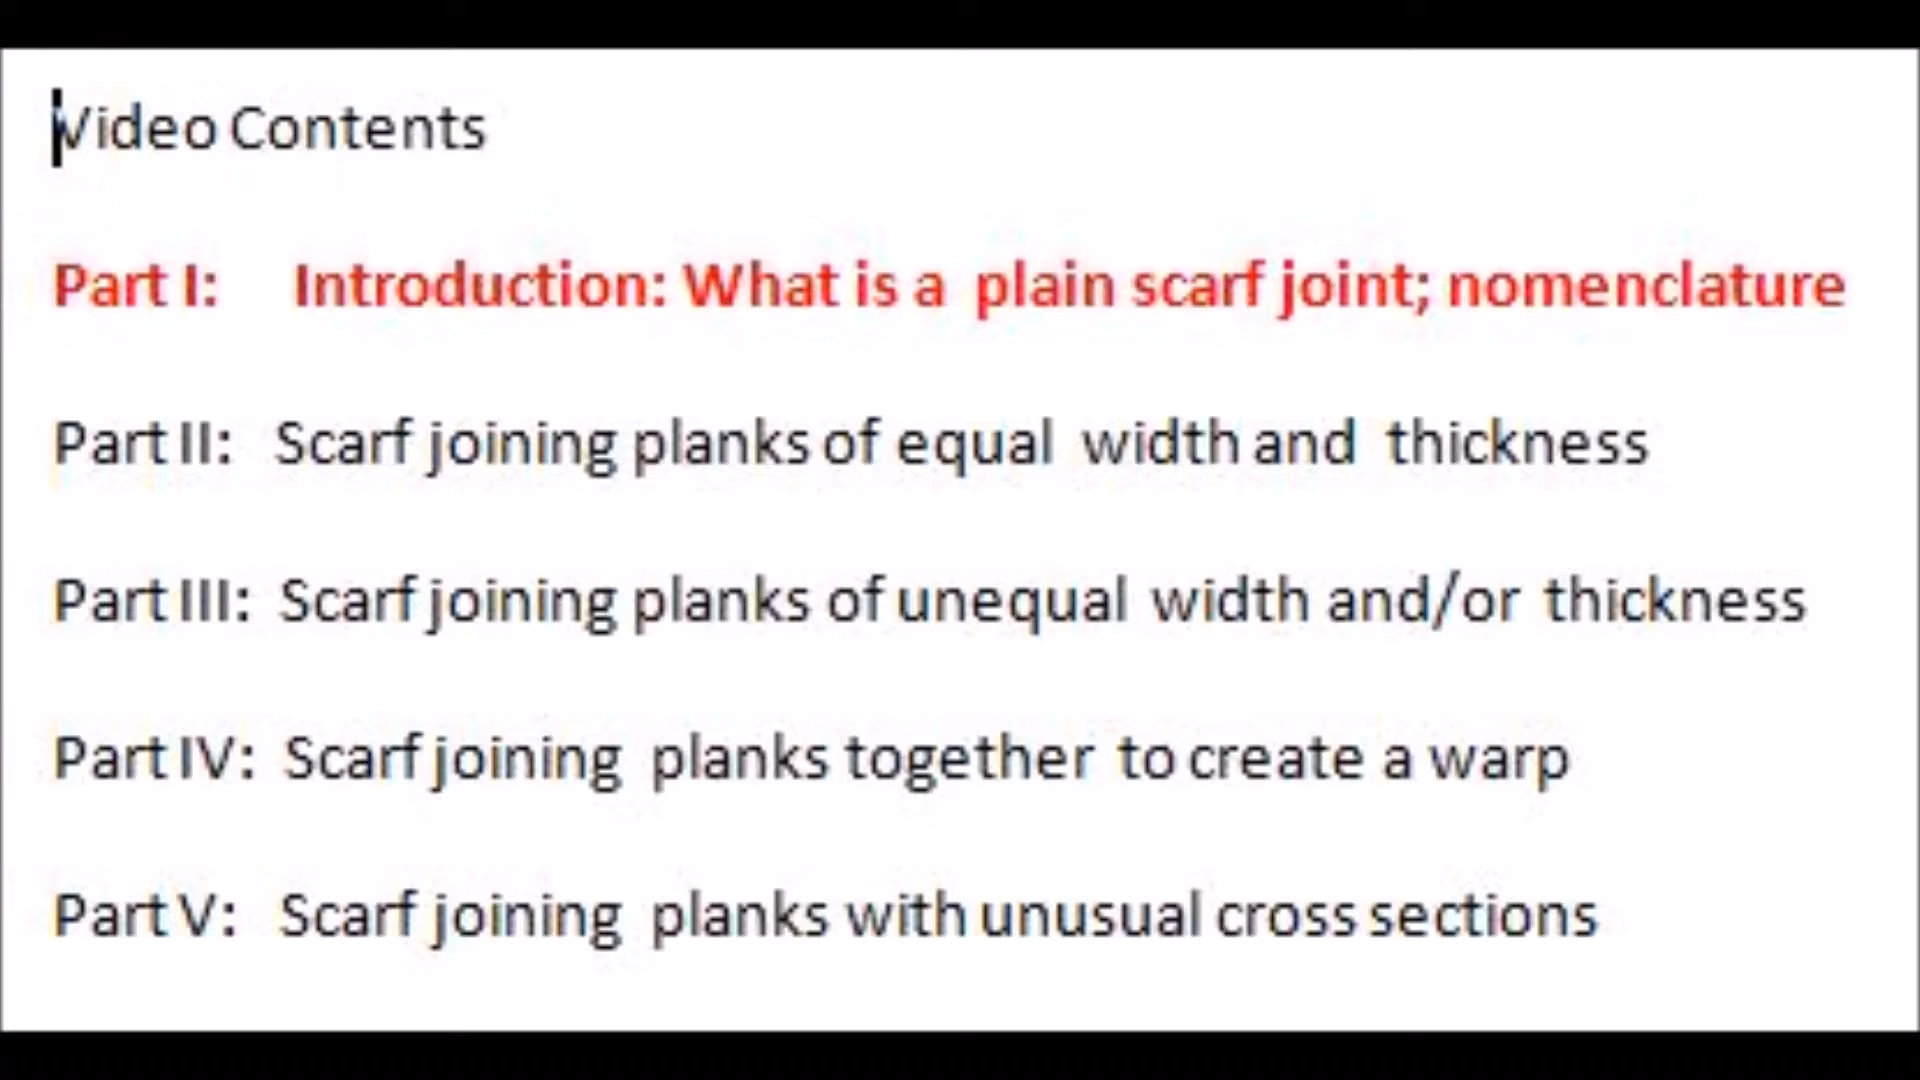 Video Contents
Part I: Introduction: What is a plain scarf joint; nomenclature
Part II: Scarf joining planks of equal width and thickness
Part III: Scarf joining planks of unequal width and/or thickness
Part IV: Scarf joining planks together to create a warp
Part V: Scarf joining planks with unusual cross sections